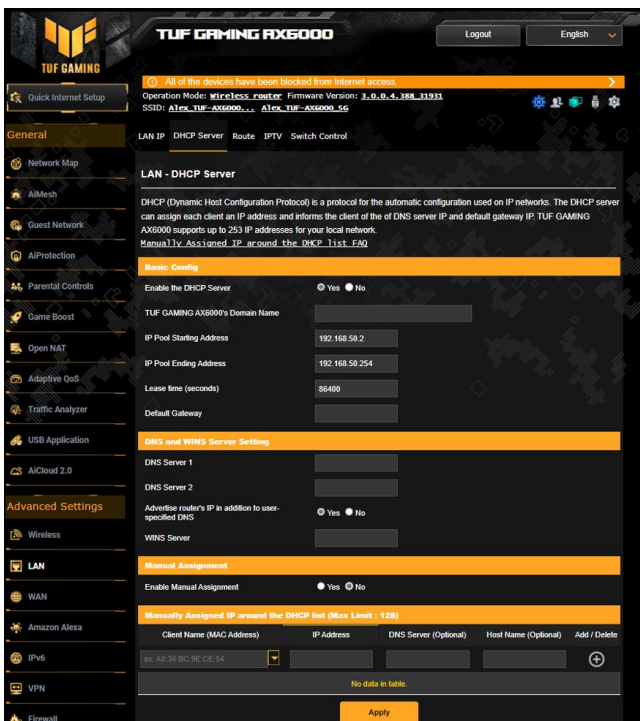 TUF GAMING
TUF GAMING AX6000
Logout
English
Quick Internet Setup
All of the devices have been blocked from Internet access.
Operation Mode: Wireless router Firmware Version: 3.0.0.4.388_31931
SSID: Alex_TUF-AX6000... Alex_TUF-AX6000_5G
General
Network Map
AiMesh
Guest Network
AiProtection
Parental Controls
Game Boost
Open NAT
Adaptive QoS
Traffic Analyzer
USB Application
AiCloud 2.0
Advanced Settings
Wireless
LAN
WAN
Amazon Alexa
IPv6
VPN
Firewall
LAN IP DHCP Server Route IPTV Switch Control
LAN - DHCP Server
DHCP (Dynamic Host Configuration Protocol) is a protocol for the automatic configuration used on IP networks. The DHCP server
can assign each client an IP address and informs the client of the of DNS server IP and default gateway IP. TUF GAMING
AX6000 supports up to 253 IP addresses for your local network.
Manually Assigned IP around the DHCP list FAQ
Basic Config
Enable the DHCP Server Yes No
TUF GAMING AX6000's Domain Name
IP Pool Starting Address 192.168.50.2
IP Pool Ending Address 192.168.50.254
Lease time (seconds) 86400
Default Gateway
DNS and WINS Server Setting
DNS Server 1
DNS Server 2
Advertise router's IP in addition to user-
specified DNS Yes No
WINS Server
Manual Assignment
Enable Manual Assignment Yes No
Manually Assigned IP around the DHCP list (Max Limit : 128)
Client Name (MAC Address) IP Address DNS Server (Optional) Host Name (Optional) Add / Delete
ex: A0:36:BC:9E:CE:54
No data in table.
Apply